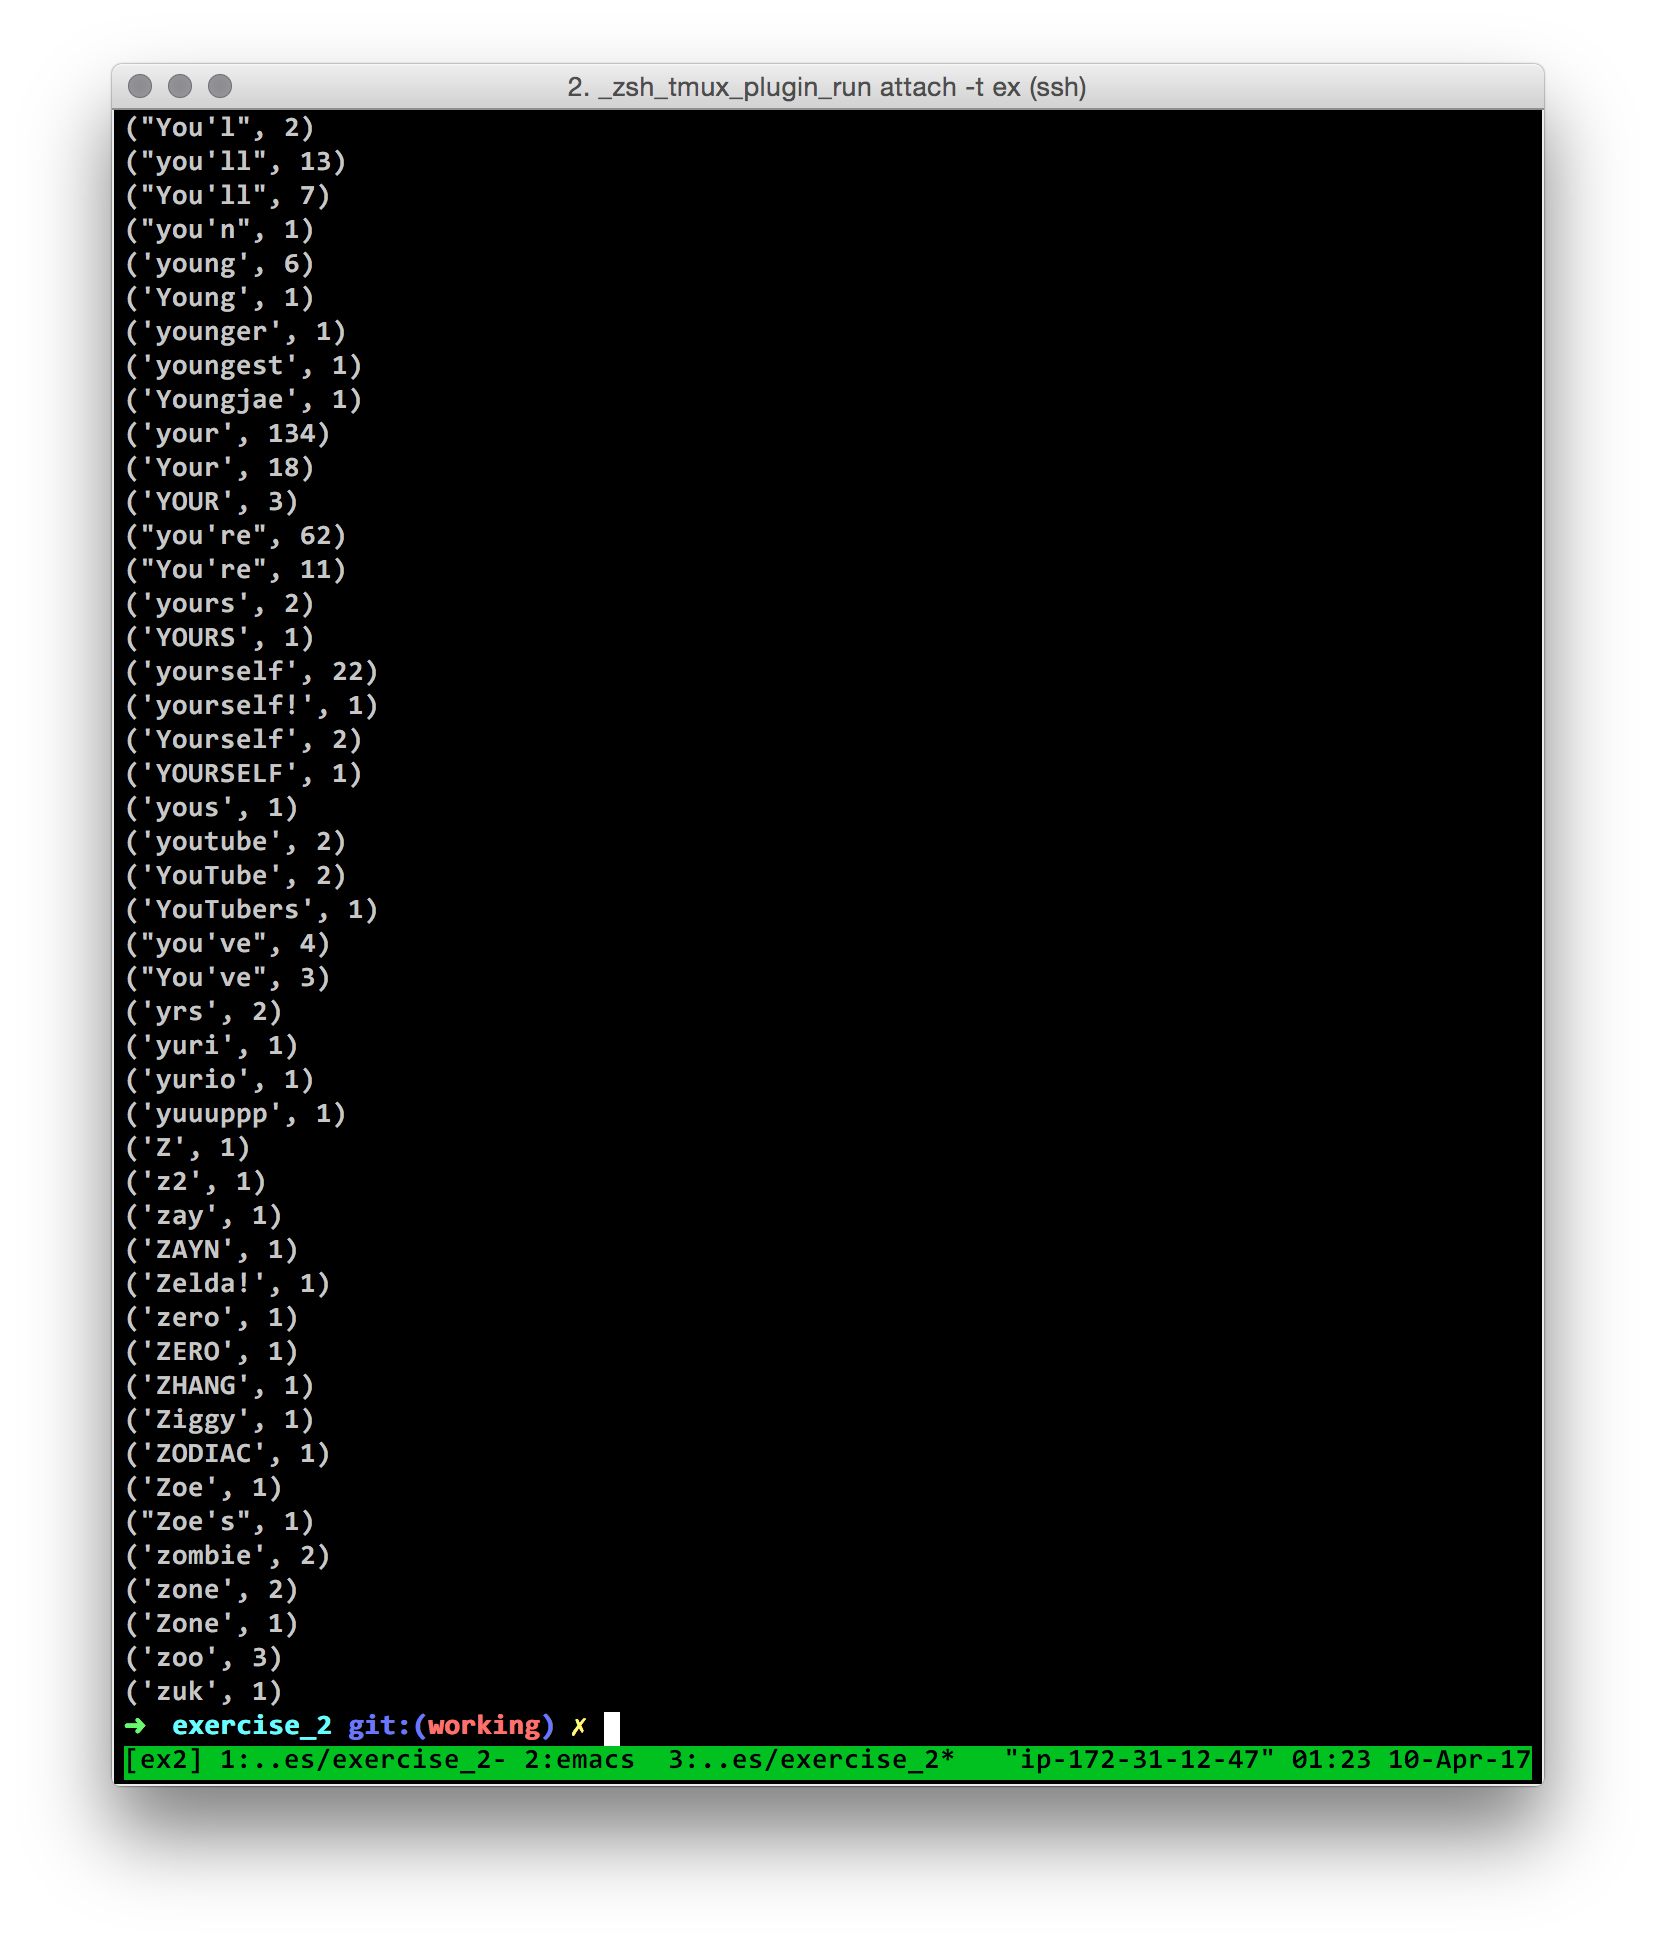 2. _zsh_tmux_plugin_run attach -t ex (ssh)
("You'l", 2)
("you'll", 13)
("You'll", 7)
("you'n", 1)
('young', 6)
('Young', 1)
('younger', 1)
('youngest', 1)
('Youngjae', 1)
('your', 134)
('Your', 18)
('YOUR', 3)
("you're", 62)
("You're", 11)
('yours', 2)
('YOURS', 1)
('yourself', 22)
('yourself!', 1)
('Yourself', 2)
('YOURSELF', 1)
('yous', 1)
('youtube', 2)
('YouTube', 2)
('YouTubers', 1)
("you've", 4)
("You've", 3)
('yrs', 2)
('yuri', 1)
('yurio', 1)
('yuuuppp', 1)
('Z', 1)
('z2', 1)
('zay', 1)
('ZAYN', 1)
('Zelda!', 1)
('zero', 1)
('ZERO', 1)
('ZHANG', 1)
('Ziggy', 1)
('ZODIAC', 1)
('Zoe', 1)
("Zoe's", 1)
('zombie', 2)
('zone', 2)
('Zone', 1)
('zoo', 3)
('zuk', 1)
➜  exercise_2 git:(working) ✗
[ex2] 1:..es/exercise_2- 2:emacs  3:..es/exercise_2*   "ip-172-31-12-47" 01:23 10-Apr-17